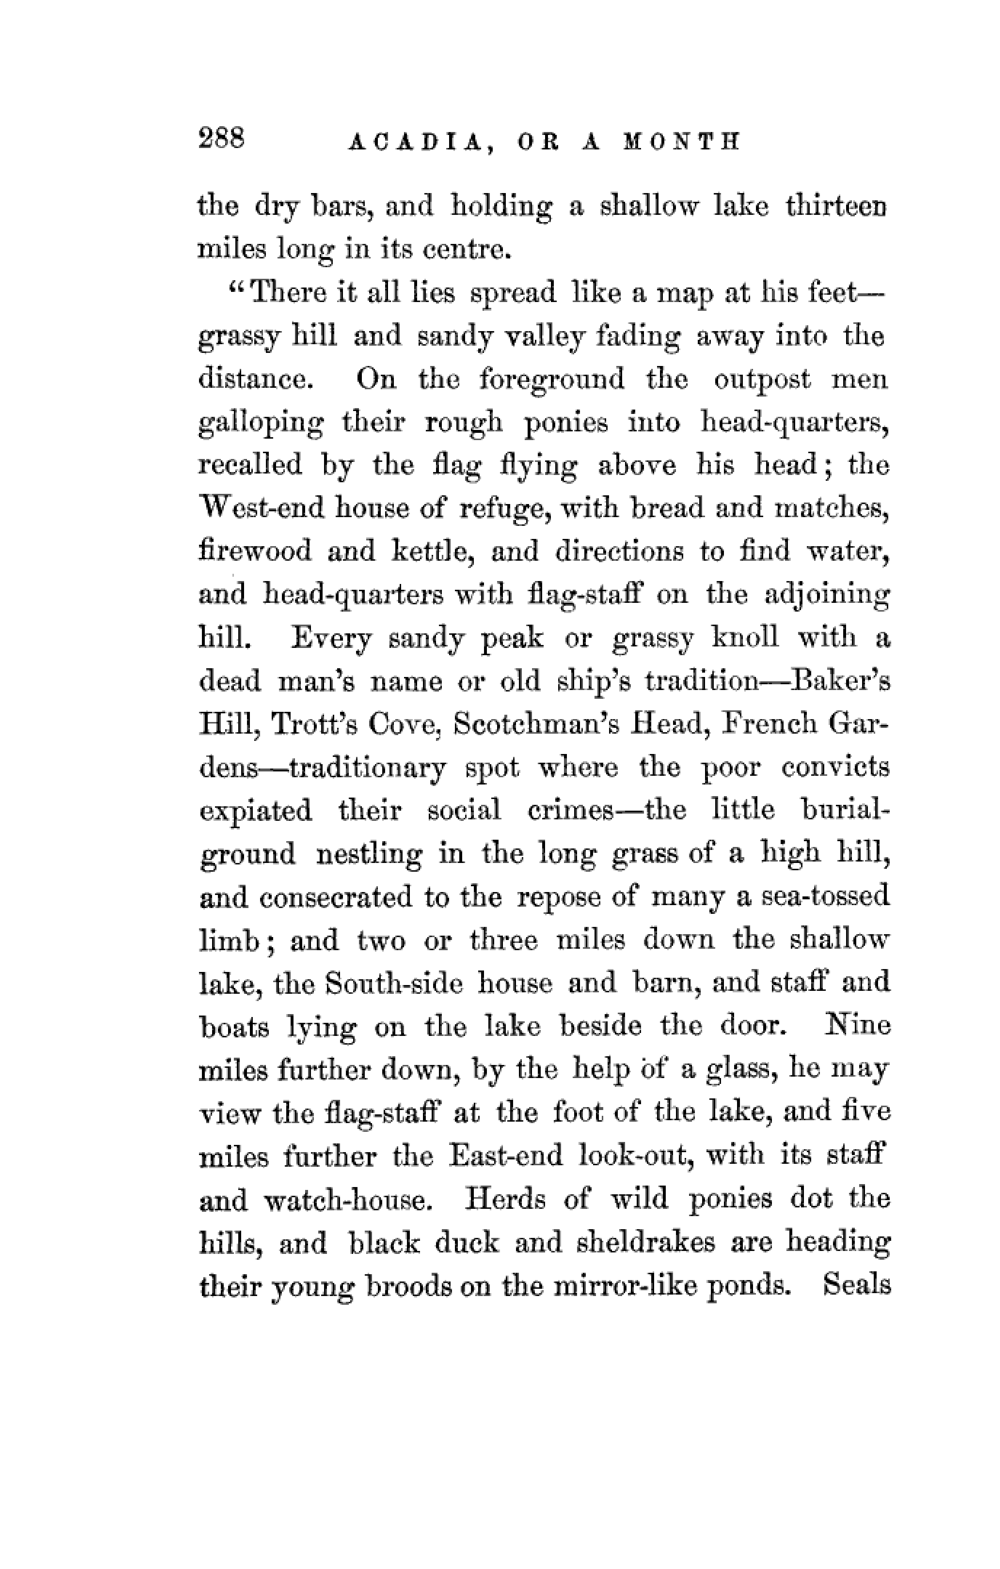 288 ACADIA, OR A MONTH
the dry bars, and holding a shallow lake thirteen
miles long in its centre.
“There it all lies spread like a map at his feet—
grassy hill and sandy valley fading away into the
distance. On the foreground the outpost men
galloping their rough ponies into head-quarters,
recalled by the flag flying above his head; the
West-end house of refuge, with bread and matches,
firewood and kettle, and directions to find water,
and head-quarters with flag-staff on the adjoining
hill. Every sandy peak or grassy knoll with a
dead man’s name or old ship’s tradition—Baker’s
Hill, Trott’s Cove, Scotchman’s Head, French Gar-
dens—traditionary spot where the poor convicts
expiated their social crimes—the little burial-
ground nestling in the long grass of a high hill,
and consecrated to the repose of many a sea-tossed
limb; and two or three miles down the shallow
lake, the South-side house and barn, and staff and
boats lying on the lake beside the door. Nine
miles further down, by the help of a glass, he may
view the flag-staff at the foot of the lake, and five
miles further the East-end look-out, with its staff
and watch-house. Herds of wild ponies dot the
hills, and black duck and sheldrakes are heading
their young broods on the mirror-like ponds. Seals